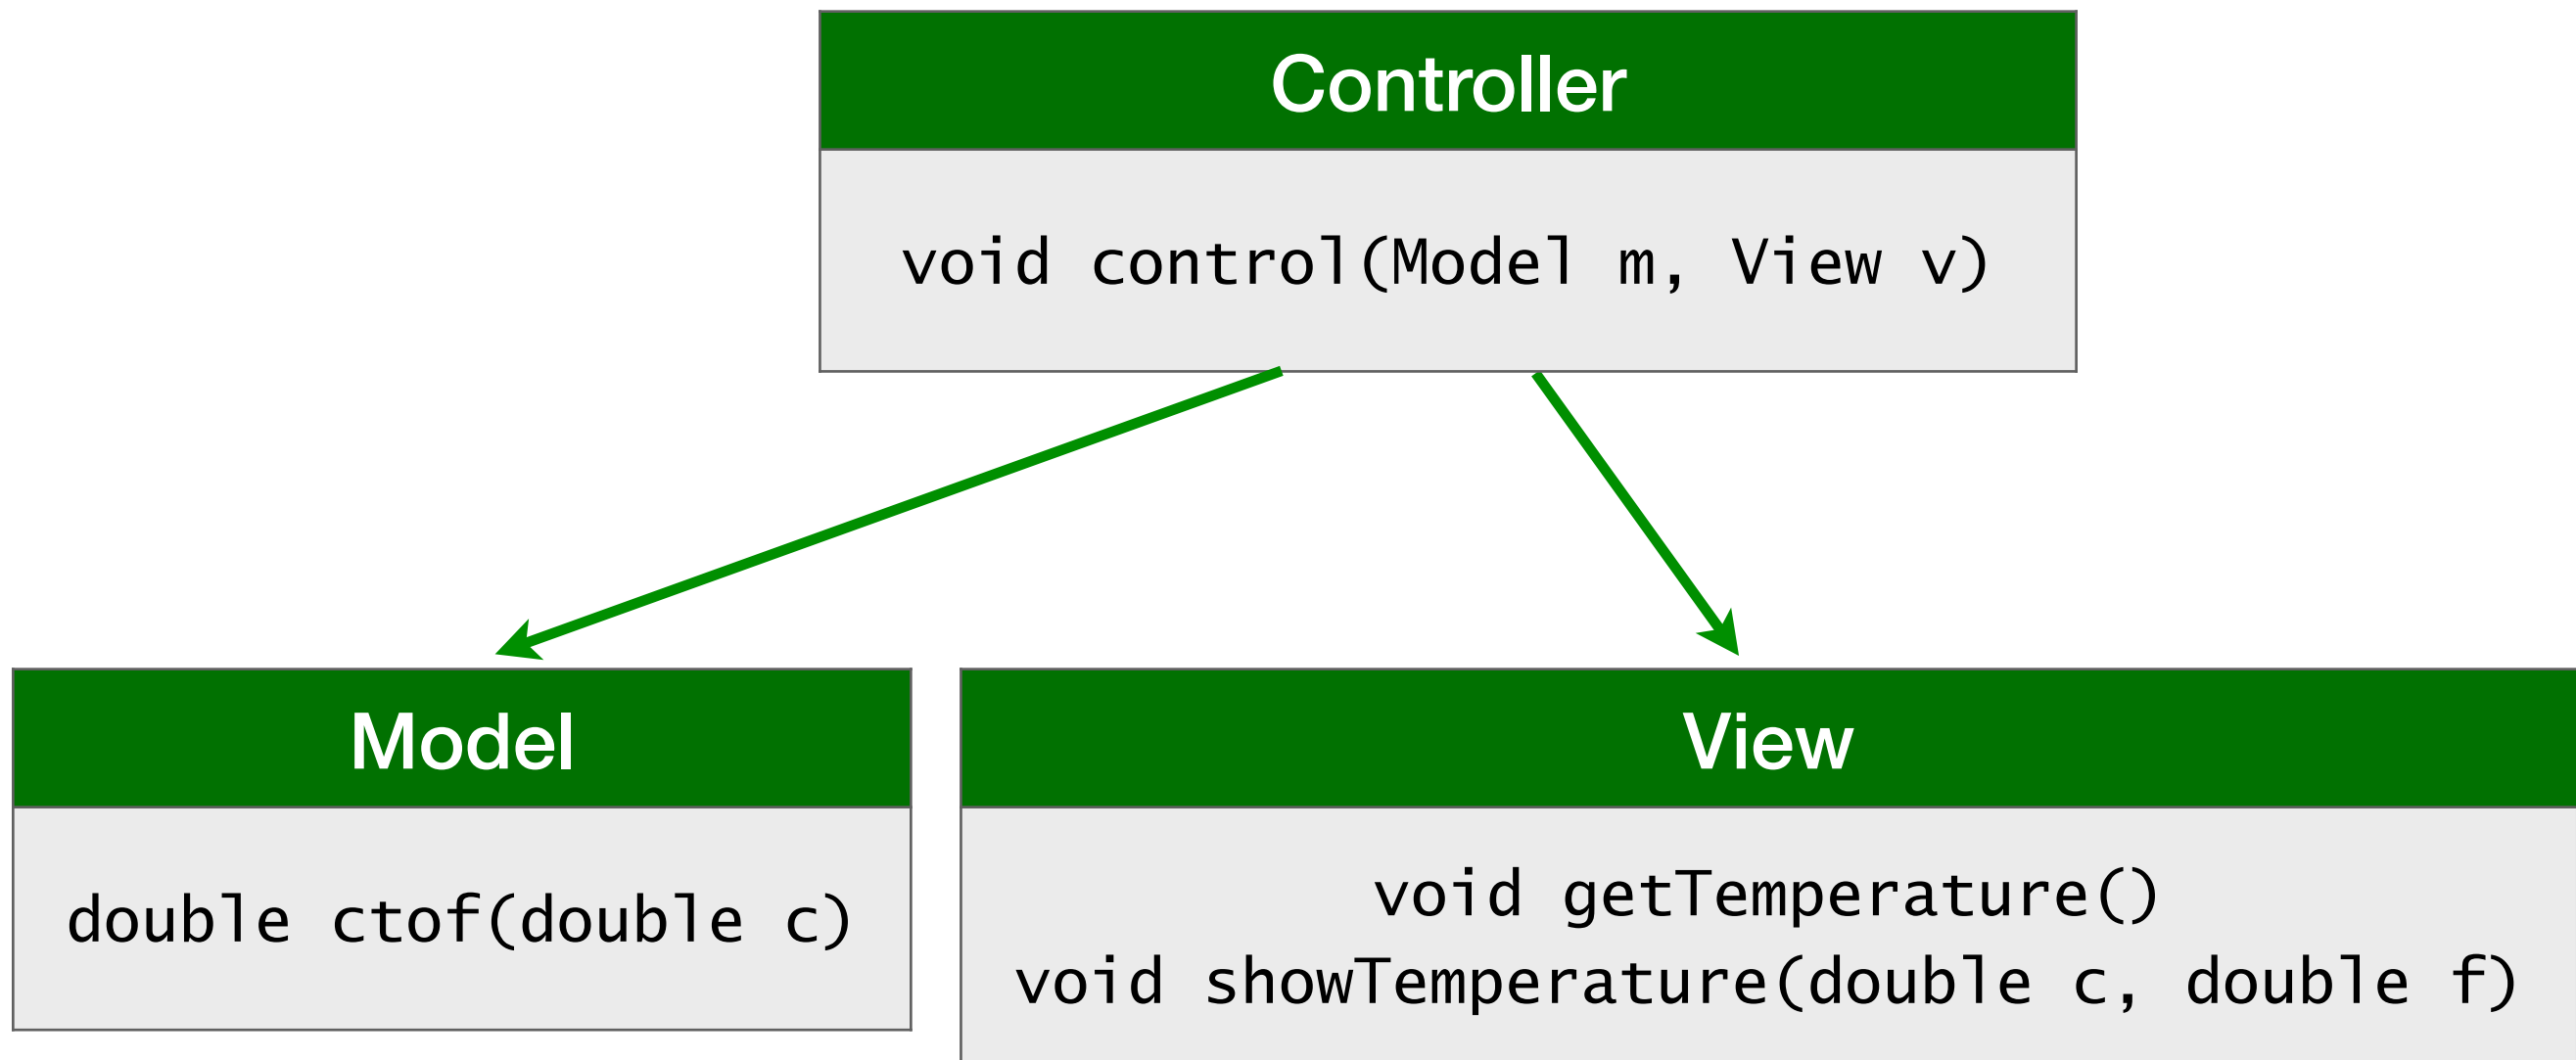 Controller
void control(Model m, View v)
Model
double ctof(double c)
View
void getTemperature()
void showTemperature(double c, double f)